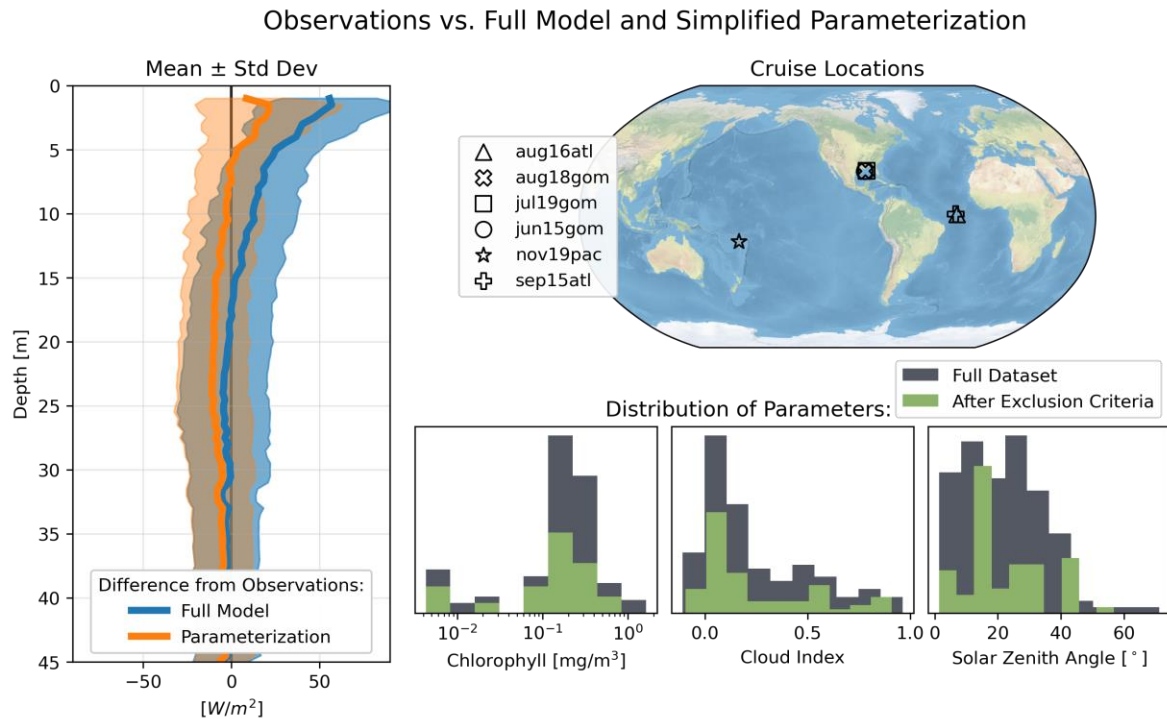 Observations vs. Full Model and Simplified Parameterization
Mean ± Std Dev
0
5
10
15
20
25
30
35
40
45
Depth [m]
Difference from Observations:
Full Model
Parameterization
−50
0
50
[W/m²]
Cruise Locations
aug16atl
aug18gom
jul19gom
jun15gom
nov19pac
sep15atl
Full Dataset
After Exclusion Criteria
Distribution of Parameters:
10⁻² 10⁻¹ 10⁰
Chlorophyll [mg/m³]
0.0 0.5 1.0
Cloud Index
0 20 40 60
Solar Zenith Angle [°]